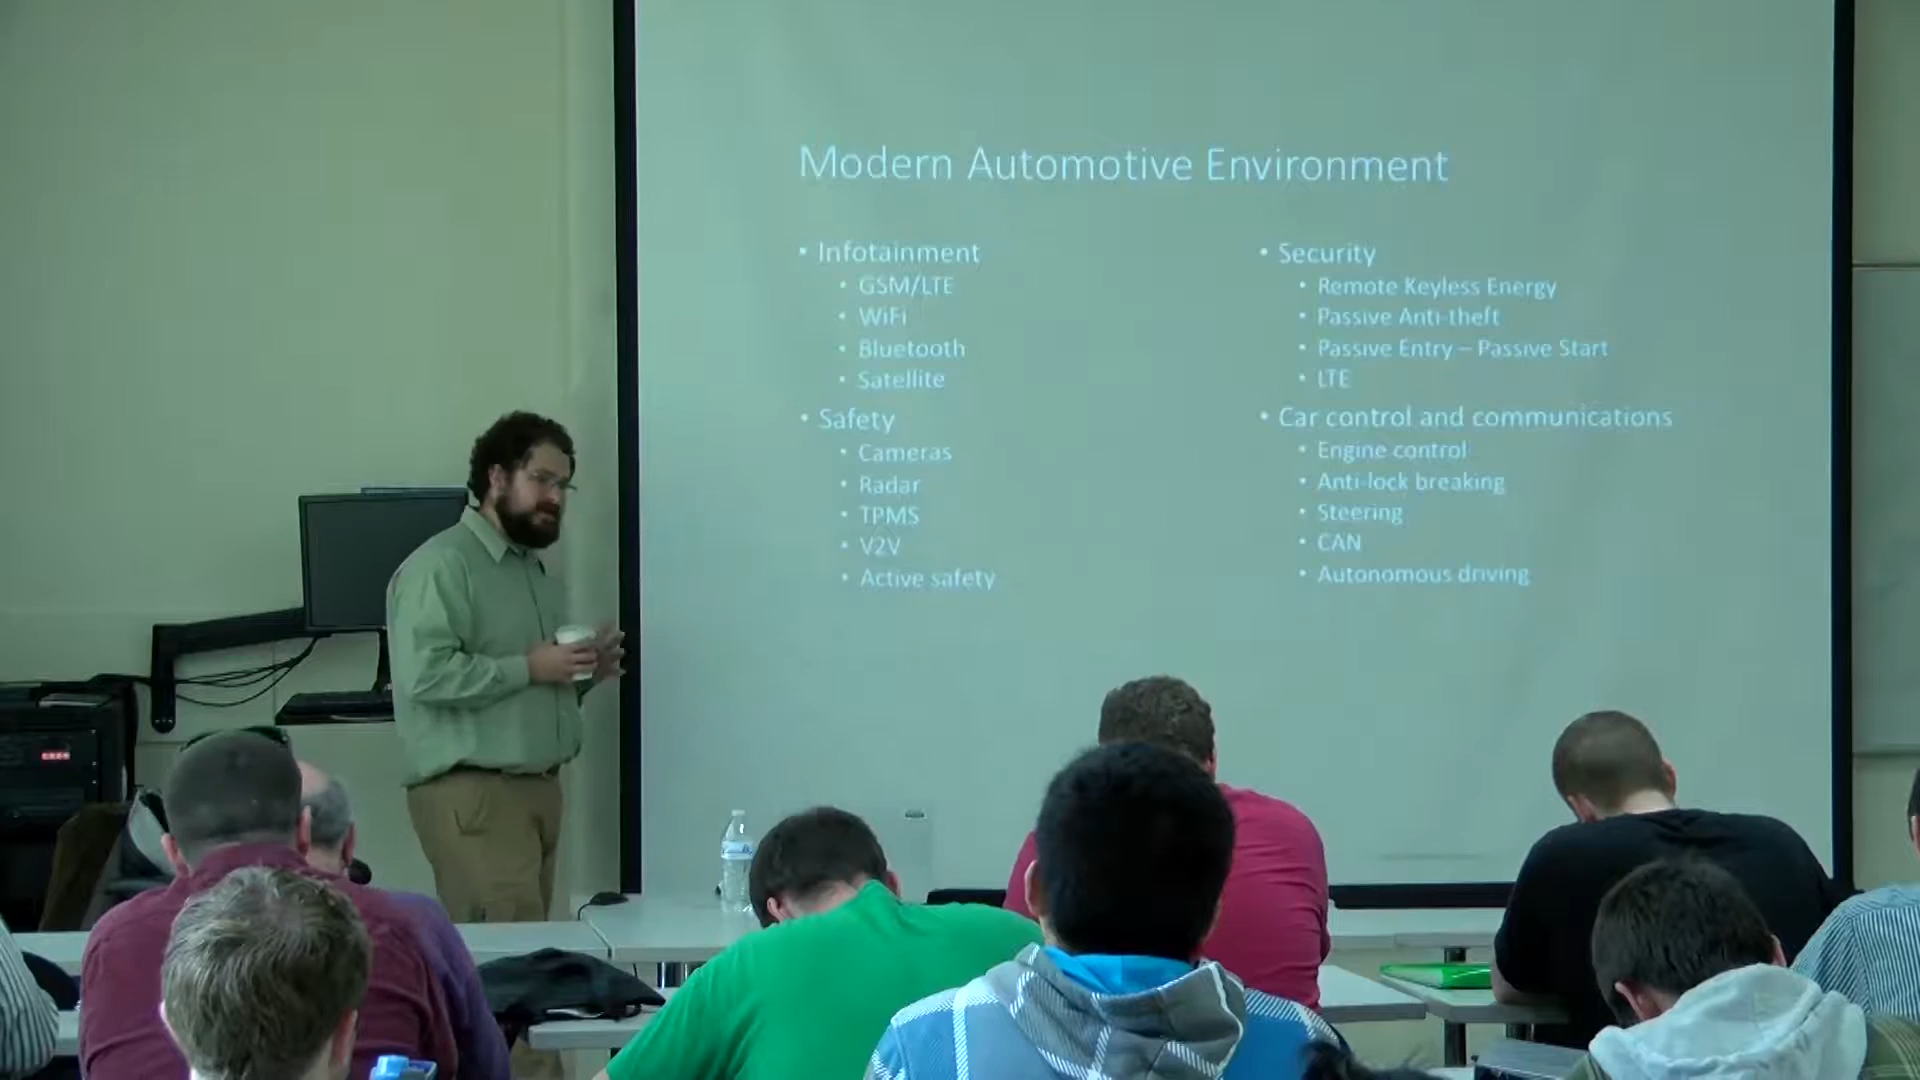 Modern Automotive Environment
• Infotainment
• GSM/LTE
• WiFi
• Bluetooth
• Satellite
• Safety
• Cameras
• Radar
• TPMS
• V2V
• Active safety
• Security
• Remote Keyless Energy
• Passive Anti-theft
• Passive Entry – Passive Start
• LTE
• Car control and communications
• Engine control
• Anti-lock breaking
• Steering
• CAN
• Autonomous driving